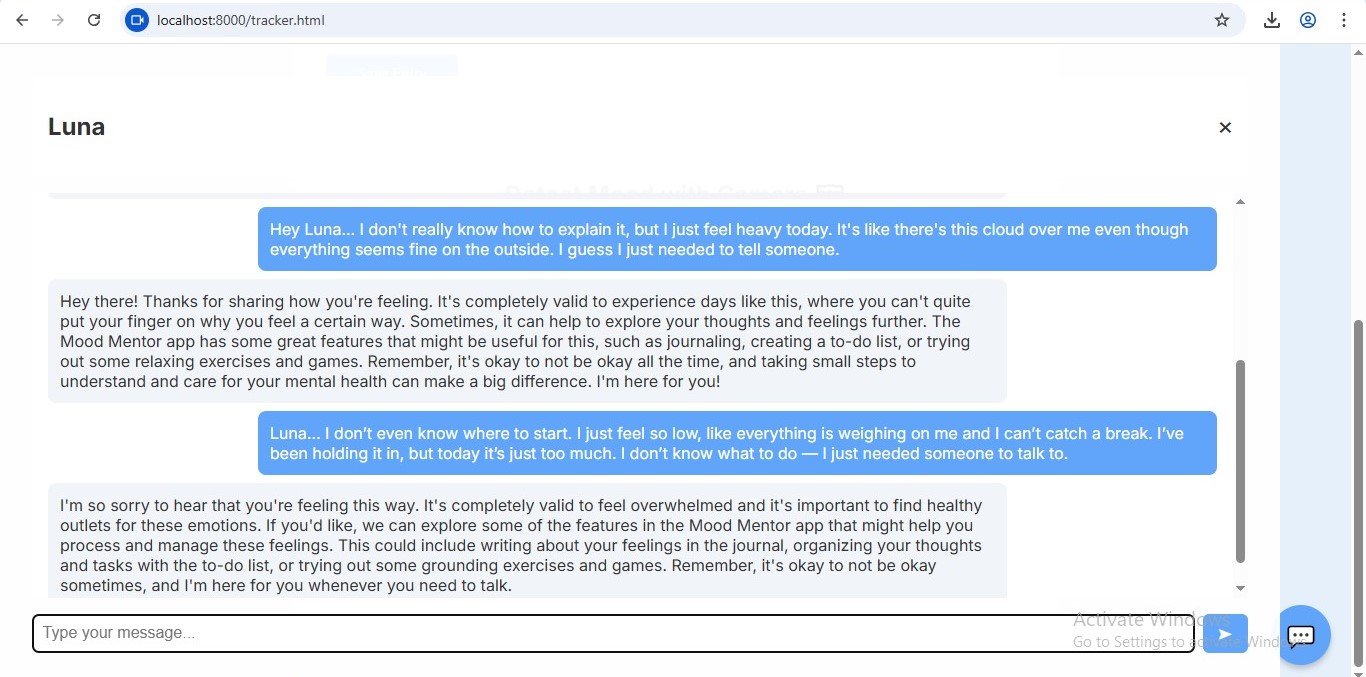 localhost:8000/tracker.html
Luna
Detect Mood with Camera
Hey Luna... I don't really know how to explain it, but I just feel heavy today. It's like there's this cloud over me even though
everything seems fine on the outside. I guess I just needed to tell someone.
Hey there! Thanks for sharing how you're feeling. It's completely valid to experience days like this, where you can't quite
put your finger on why you feel a certain way. Sometimes, it can help to explore your thoughts and feelings further. The
Mood Mentor app has some great features that might be useful for this, such as journaling, creating a to-do list, or trying
out some relaxing exercises and games. Remember, it's okay to not be okay all the time, and taking small steps to
understand and care for your mental health can make a big difference. I'm here for you!
Luna... I don’t even know where to start. I just feel so low, like everything is weighing on me and I can’t catch a break. I’ve
been holding it in, but today it’s just too much. I don’t know what to do — I just needed someone to talk to.
I'm so sorry to hear that you're feeling this way. It's completely valid to feel overwhelmed and it's important to find healthy
outlets for these emotions. If you'd like, we can explore some of the features in the Mood Mentor app that might help you
process and manage these feelings. This could include writing about your feelings in the journal, organizing your thoughts
and tasks with the to-do list, or trying out some grounding exercises and games. Remember, it's okay to not be okay
sometimes, and I'm here for you whenever you need to talk.
Type your message...
Activate Windows
Go to Settings to activate Windows.